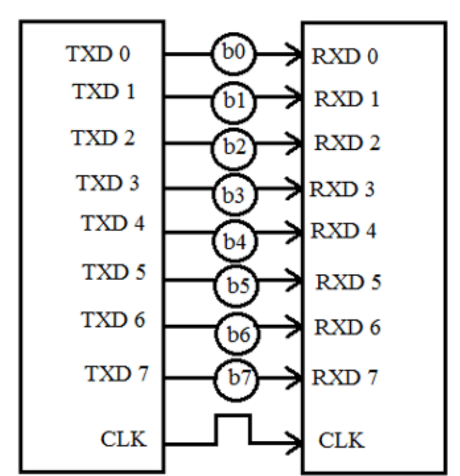 TXD 0 b0 RXD 0
TXD 1 b1 RXD 1
TXD 2 b2 RXD 2
TXD 3 b3 RXD 3
TXD 4 b4 RXD 4
TXD 5 b5 RXD 5
TXD 6 b6 RXD 6
TXD 7 b7 RXD 7
CLK CLK